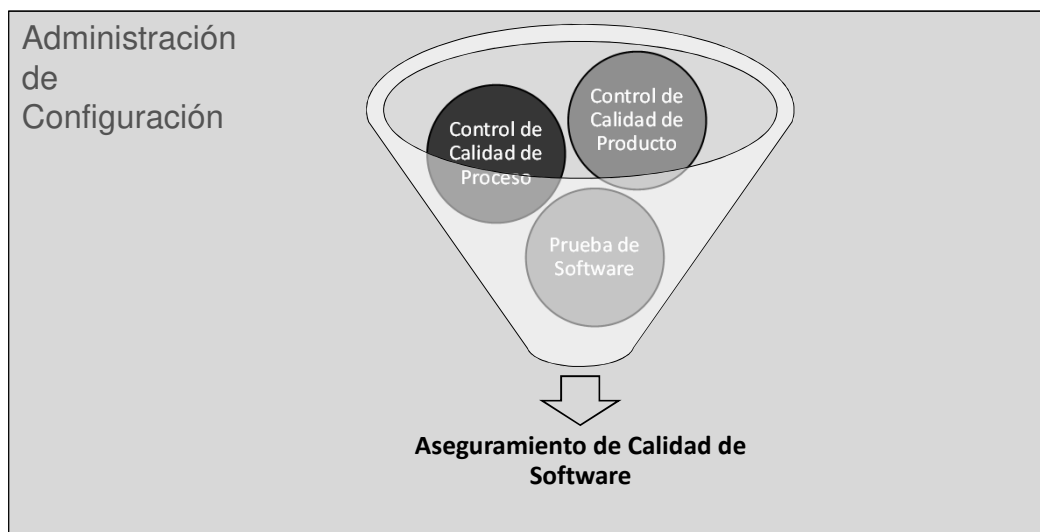 Administración
de
Configuración
Control de
Calidad de
Producto
Control de
Calidad de
Proceso
Prueba de
Software
Aseguramiento de Calidad de
Software